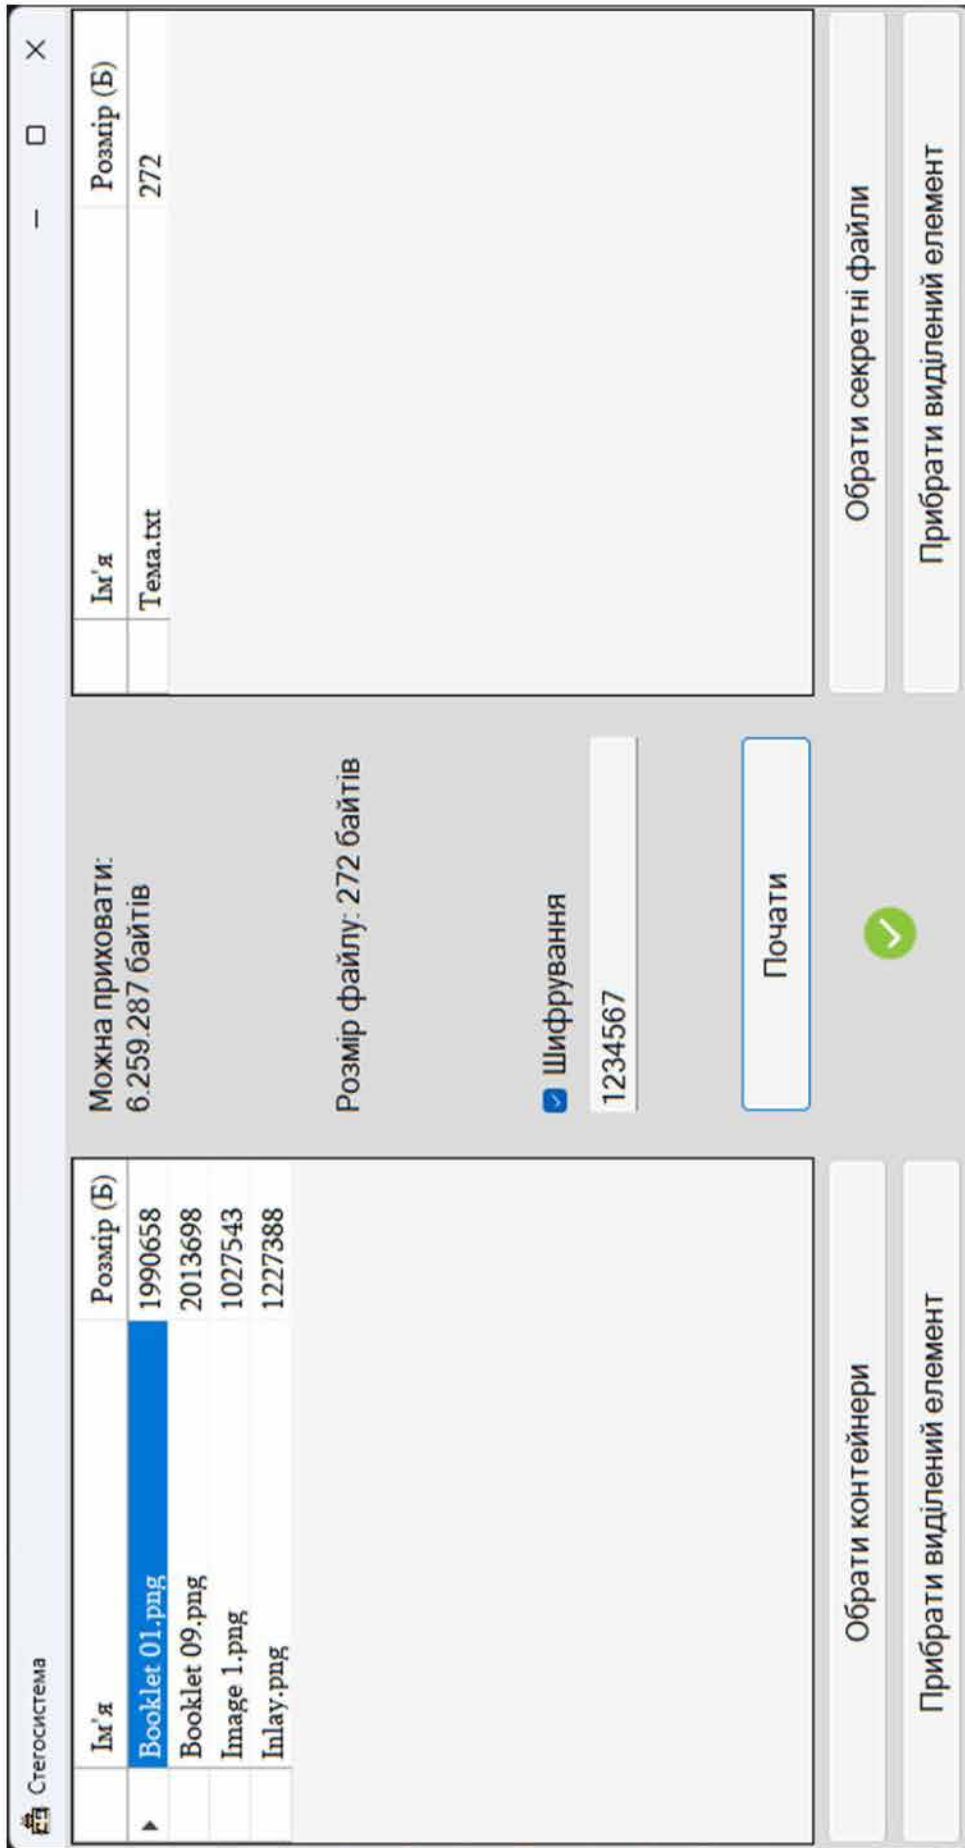 Стегосистема
Ім'я Розмір (Б)
Booklet 01.png 1990658
Booklet 09.png 2013698
Image 1.png 1027543
Inlay.png 1227388
Обрати контейнери
Прибрати виділений елемент
Можна приховати:
6.259.287 байтів
Розмір файлу: 272 байтів
Шифрування
1234567
Почати
Ім'я Розмір (Б)
Тема.txt 272
Обрати секретні файли
Прибрати виділений елемент